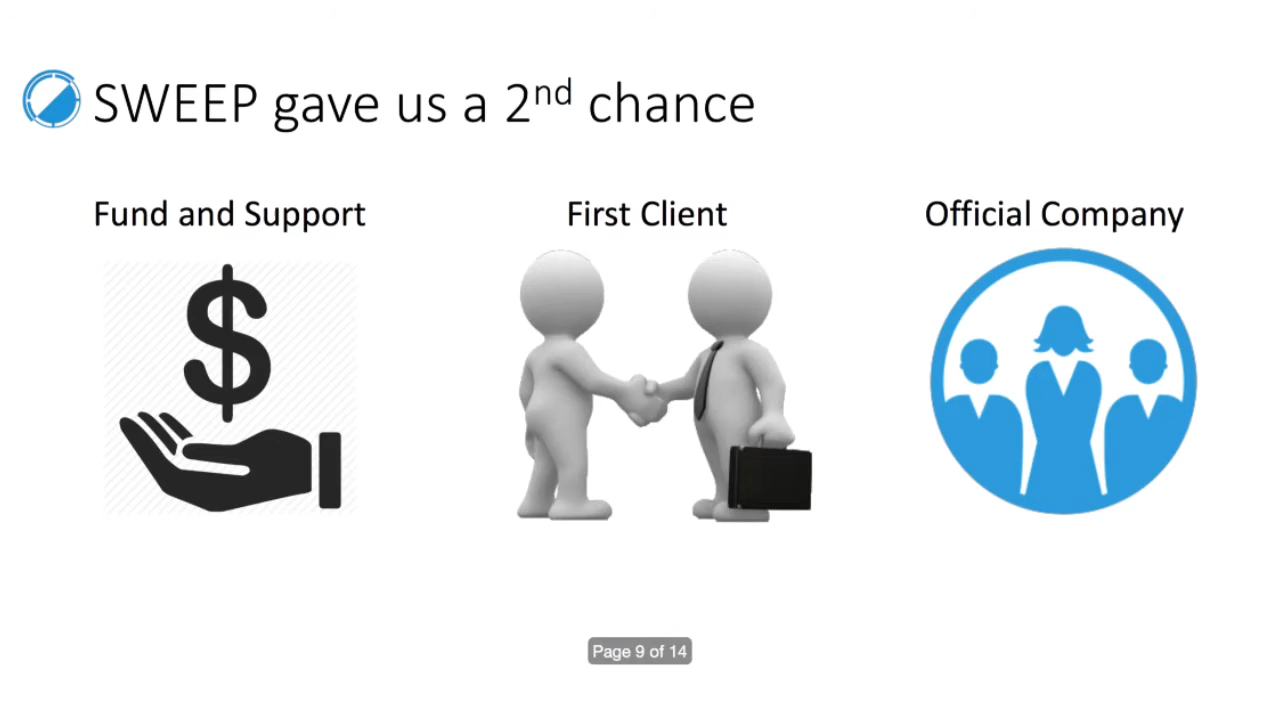 SWEEP gave us a 2nd chance
Fund and Support
First Client
Official Company
$
Page 9 of 14